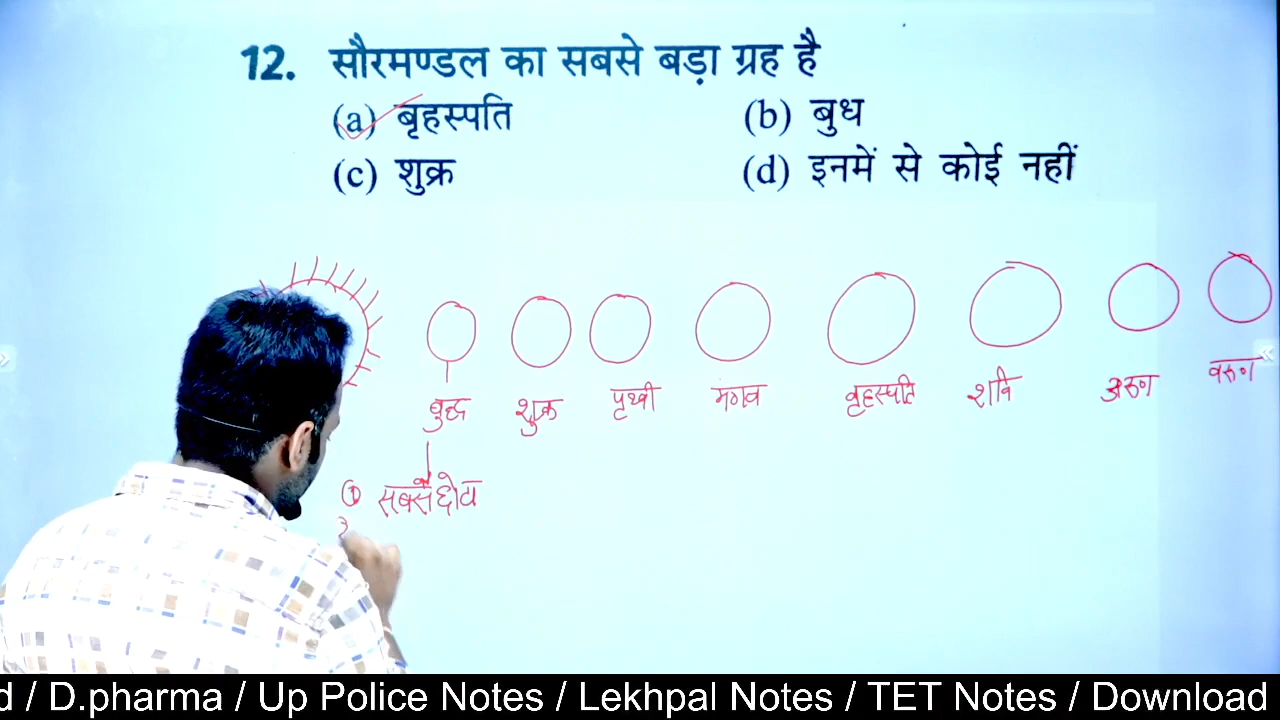 12. सौरमण्डल का सबसे बड़ा ग्रह है
(a) बृहस्पति (b) बुध
(c) शुक्र (d) इनमें से कोई नहीं
बुद्ध शुक्र पृथ्वी मंगल बृहस्पति शनि अरुण वरुण
① सबसे छोटा
d / D.pharma / Up Police Notes / Lekhpal Notes / TET Notes / Download